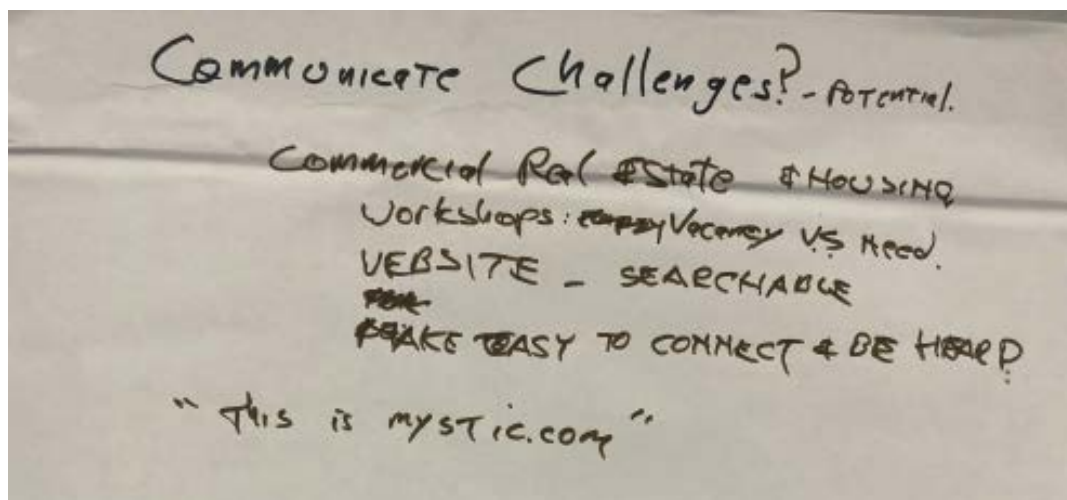 Communicate Challenges? - Potential.
Commercial Real Estate & Housing
Workshops: Vacancy VS Need.
WEBSITE - SEARCHABLE
MAKE EASY TO CONNECT & BE HEARD
"This is mystic.com"